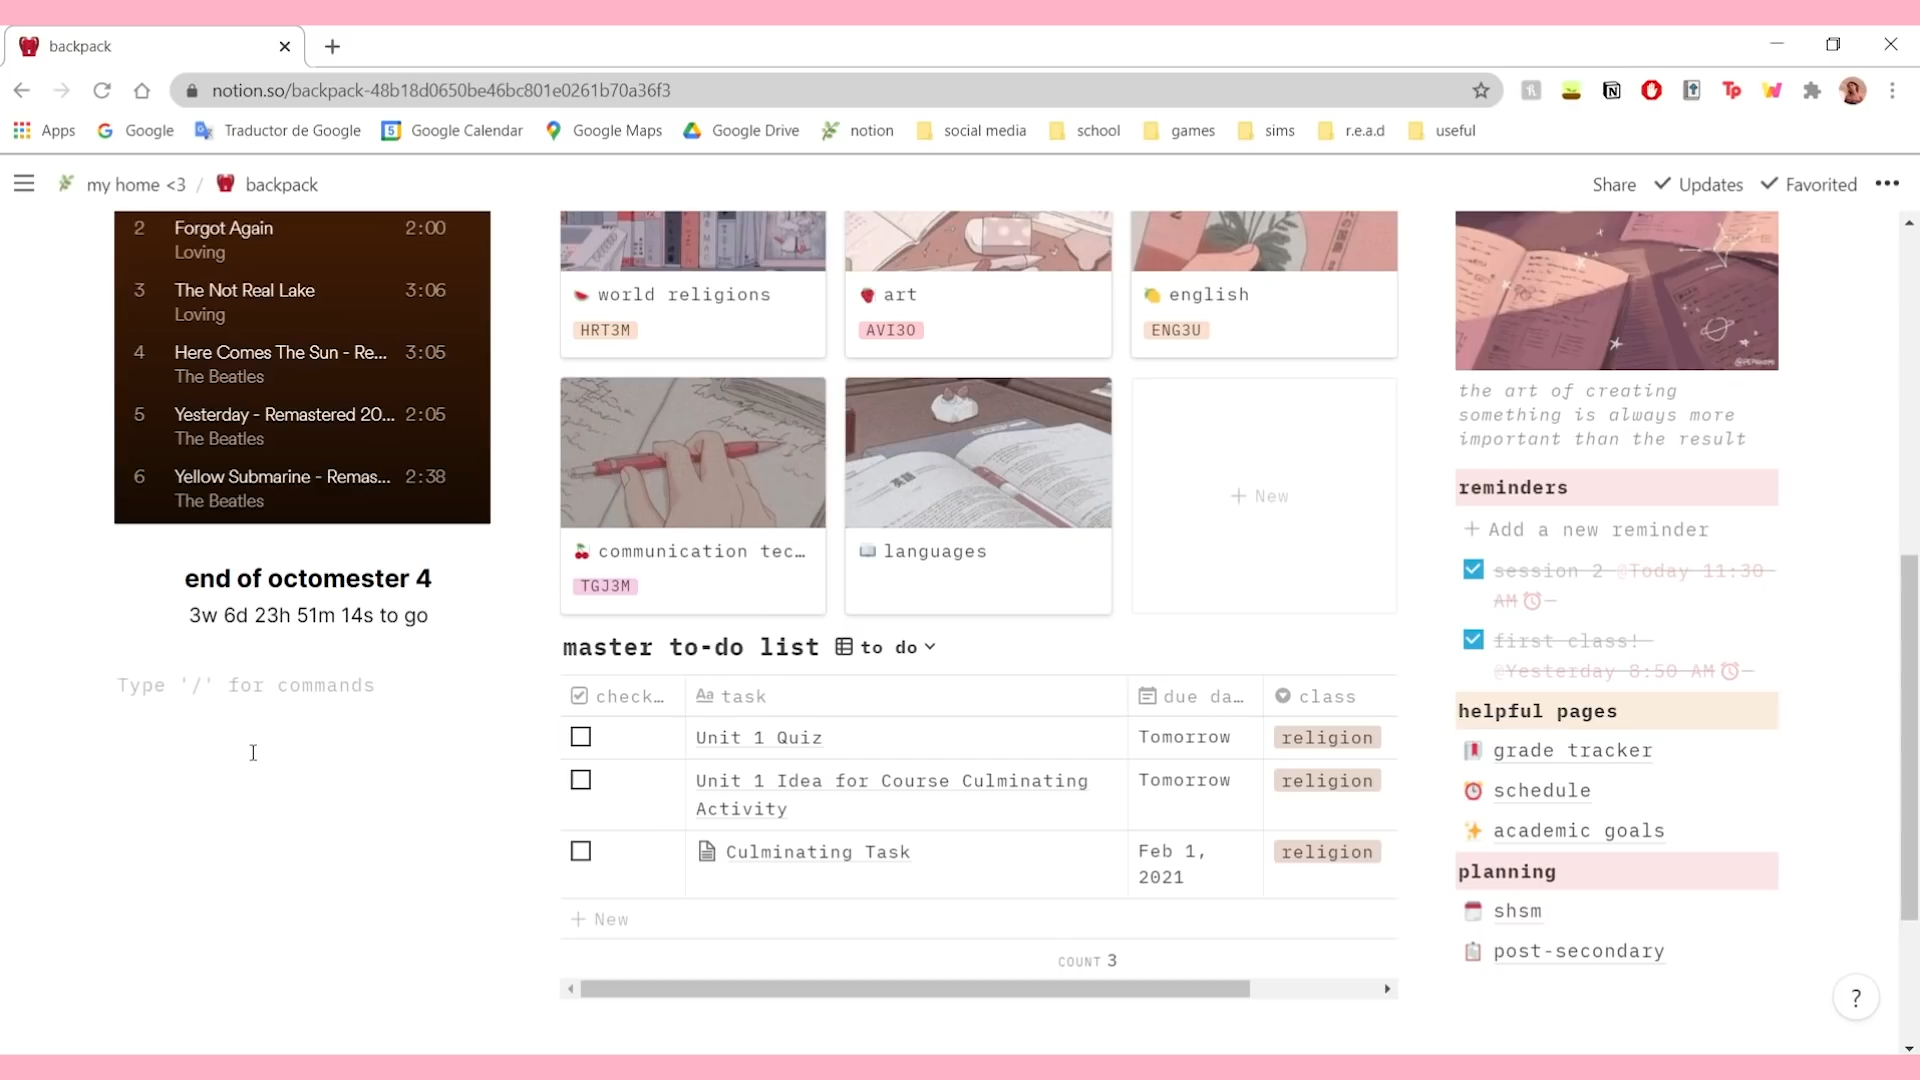 backpack
notion.so/backpack-48b18d0650be46bc801e0261b70a36f3
Apps Google Traductor de Google Google Calendar Google Maps Google Drive notion social media school games sims r.e.a.d useful
my home <3 / backpack
Share Updates Favorited
2 Forgot Again 2:00
Loving
3 The Not Real Lake 3:06
Loving
4 Here Comes The Sun - Re... 3:05
The Beatles
5 Yesterday - Remastered 20... 2:05
The Beatles
6 Yellow Submarine - Remas... 2:38
The Beatles
end of octomester 4
3w 6d 23h 51m 14s to go
Type '/' for commands
world religions
HRT3M
art
AVI3O
english
ENG3U
communication tec...
TGJ3M
languages
+ New
master to-do list to do
check... Aa task due da... class
Unit 1 Quiz Tomorrow religion
Unit 1 Idea for Course Culminating Tomorrow religion
Activity
Culminating Task Feb 1, religion
2021
+ New
COUNT 3
the art of creating
something is always more
important than the result
reminders
+ Add a new reminder
session 2 @Today 11:30
AM
first class!
@Yesterday 8:50 AM
helpful pages
grade tracker
schedule
academic goals
planning
shsm
post-secondary
?